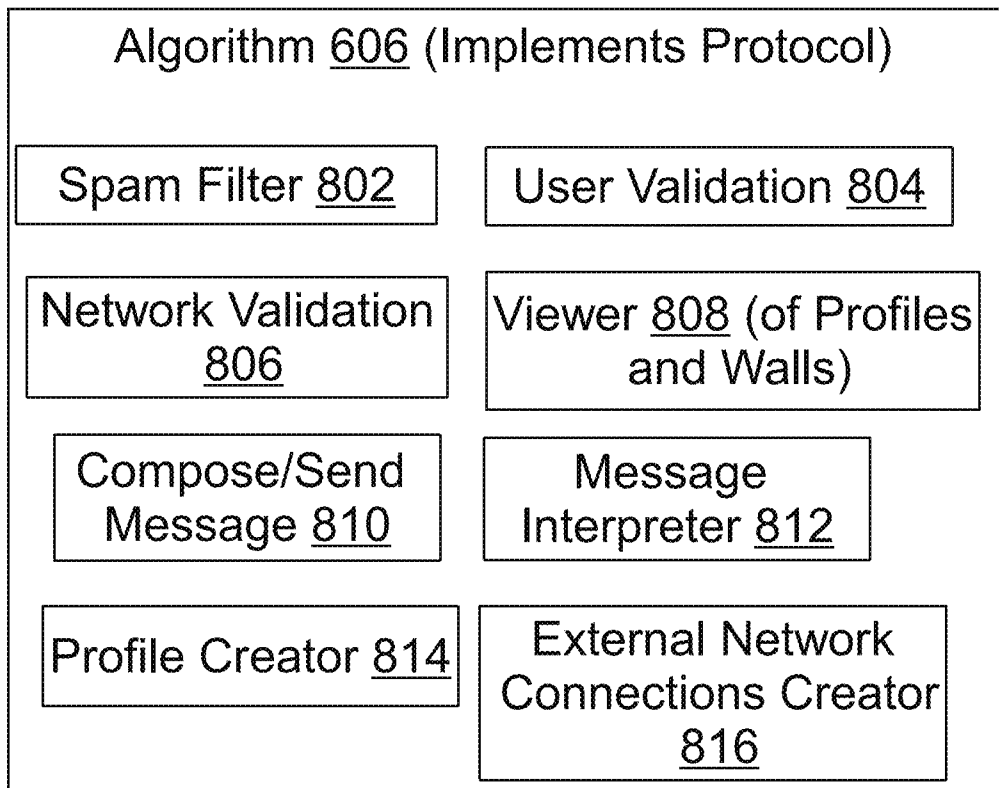 Algorithm 606 (Implements Protocol)
Spam Filter 802
User Validation 804
Network Validation
806
Viewer 808 (of Profiles
and Walls)
Compose/Send
Message 810
Message
Interpreter 812
Profile Creator 814
External Network
Connections Creator
816